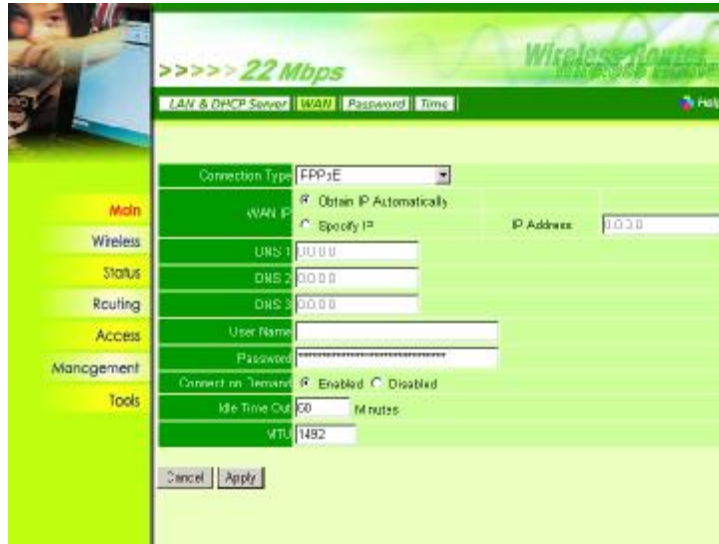 Wireless Router
>>>>> 22 Mbps
LAN & DHCP Server WAN Password Time Help
Connection Type PPPoE
WAN IP Obtain IP Automatically
Specify IP IP Address 0.0.0.0
DNS 1 0.0.0.0
DNS 2 0.0.0.0
DNS 3 0.0.0.0
User Name
Password
Connect on Demand Enabled Disabled
Idle Time Out 60 Minutes
MTU 1492
Cancel Apply
Main
Wireless
Status
Routing
Access
Management
Tools